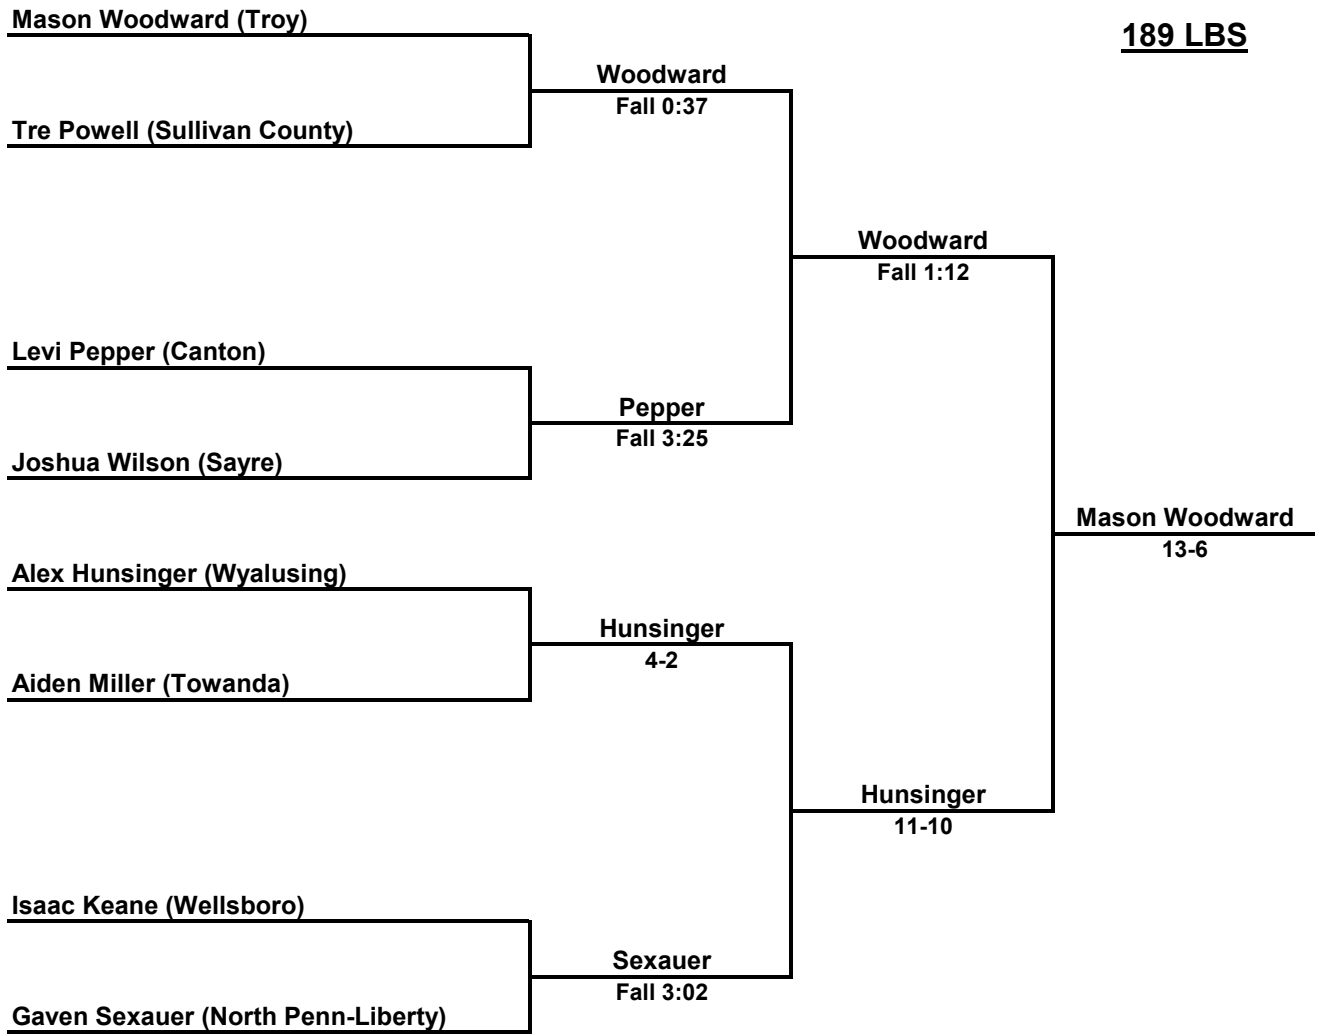 Mason Woodward (Troy)
189 LBS
Woodward
Fall 0:37
Tre Powell (Sullivan County)
Woodward
Fall 1:12
Levi Pepper (Canton)
Pepper
Fall 3:25
Joshua Wilson (Sayre)
Mason Woodward
13-6
Alex Hunsinger (Wyalusing)
Hunsinger
4-2
Aiden Miller (Towanda)
Hunsinger
11-10
Isaac Keane (Wellsboro)
Sexauer
Fall 3:02
Gaven Sexauer (North Penn-Liberty)